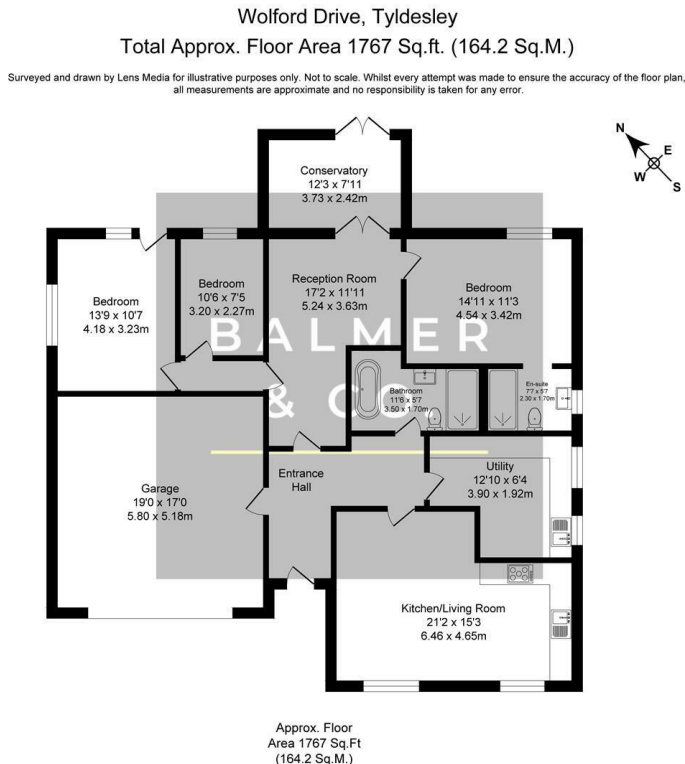 Wolford Drive, Tyldesley
Total Approx. Floor Area 1767 Sq.ft. (164.2 Sq.M.)
Surveyed and drawn by Lens Media for illustrative purposes only. Not to scale. Whilst every attempt was made to ensure the accuracy of the floor plan,
all measurements are approximate and no responsibility is taken for any error.
N
E
W
S
Conservatory
12'3 x 7'11
3.73 x 2.42m
Bedroom
13'9 x 10'7
4.18 x 3.23m
Bedroom
10'6 x 7'5
3.20 x 2.27m
Reception Room
17'2 x 11'11
5.24 x 3.63m
Bedroom
14'11 x 11'3
4.54 x 3.42m
BALMER
& CO
Bathroom
11'6 x 5'7
3.50 x 1.70m
En-suite
7'7 x 5'7
2.30 x 1.70m
Entrance
Hall
Utility
12'10 x 6'4
3.90 x 1.92m
Garage
19'0 x 17'0
5.80 x 5.18m
Kitchen/Living Room
21'2 x 15'3
6.46 x 4.65m
Approx. Floor
Area 1767 Sq.Ft
(164.2 Sq.M.)